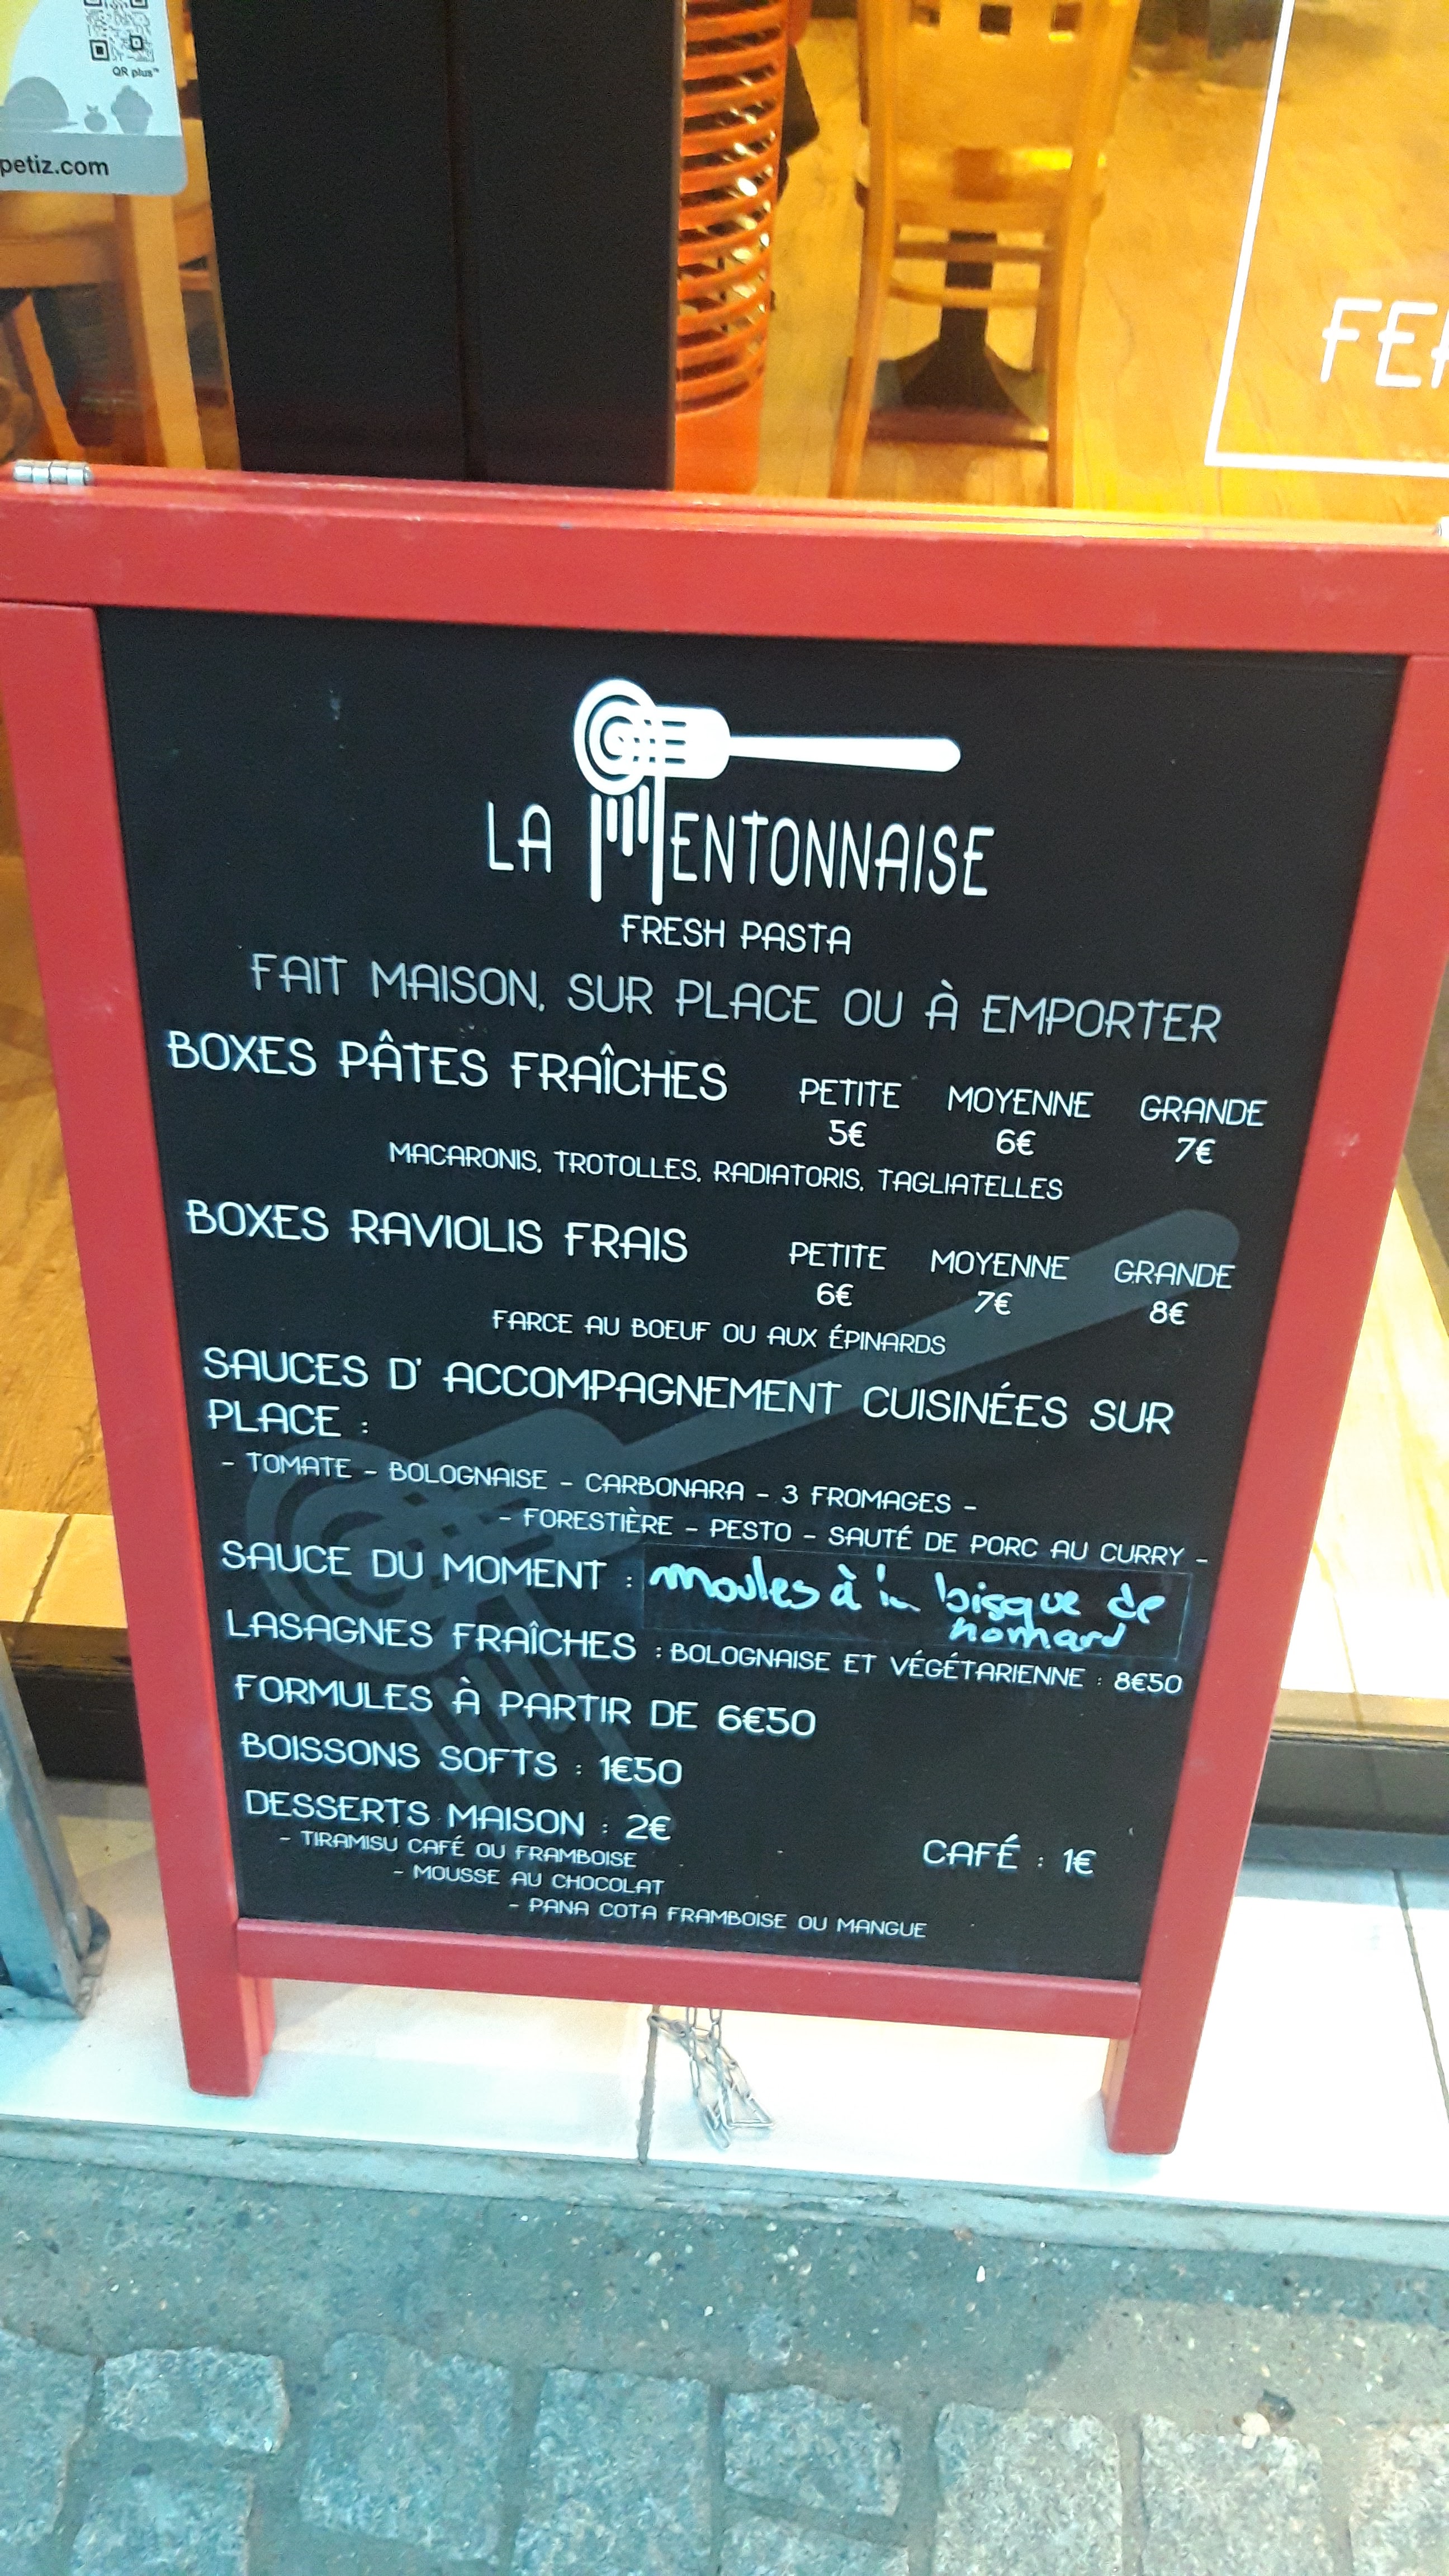 QR plus™
petiz.com
LA MENTONNAISE
FRESH PASTA
FAIT MAISON, SUR PLACE OU À EMPORTER
BOXES PÂTES FRAÎCHES PETITE MOYENNE GRANDE
5€ 6€ 7€
MACARONIS, TROTOLLES, RADIATORIS, TAGLIATELLES
BOXES RAVIOLIS FRAIS PETITE MOYENNE GRANDE
6€ 7€ 8€
FARCE AU BOEUF OU AUX ÉPINARDS
SAUCES D' ACCOMPAGNEMENT CUISINÉES SUR
PLACE :
- TOMATE - BOLOGNAISE - CARBONARA - 3 FROMAGES -
- FORESTIÈRE - PESTO - SAUTÉ DE PORC AU CURRY -
SAUCE DU MOMENT : moules à la bisque de
homard
LASAGNES FRAÎCHES : BOLOGNAISE ET VÉGÉTARIENNE : 8€50
FORMULES À PARTIR DE 6€50
BOISSONS SOFTS : 1€50
DESSERTS MAISON : 2€
CAFÉ : 1€
- TIRAMISU CAFÉ OU FRAMBOISE
- MOUSSE AU CHOCOLAT
- PANA COTA FRAMBOISE OU MANGUE